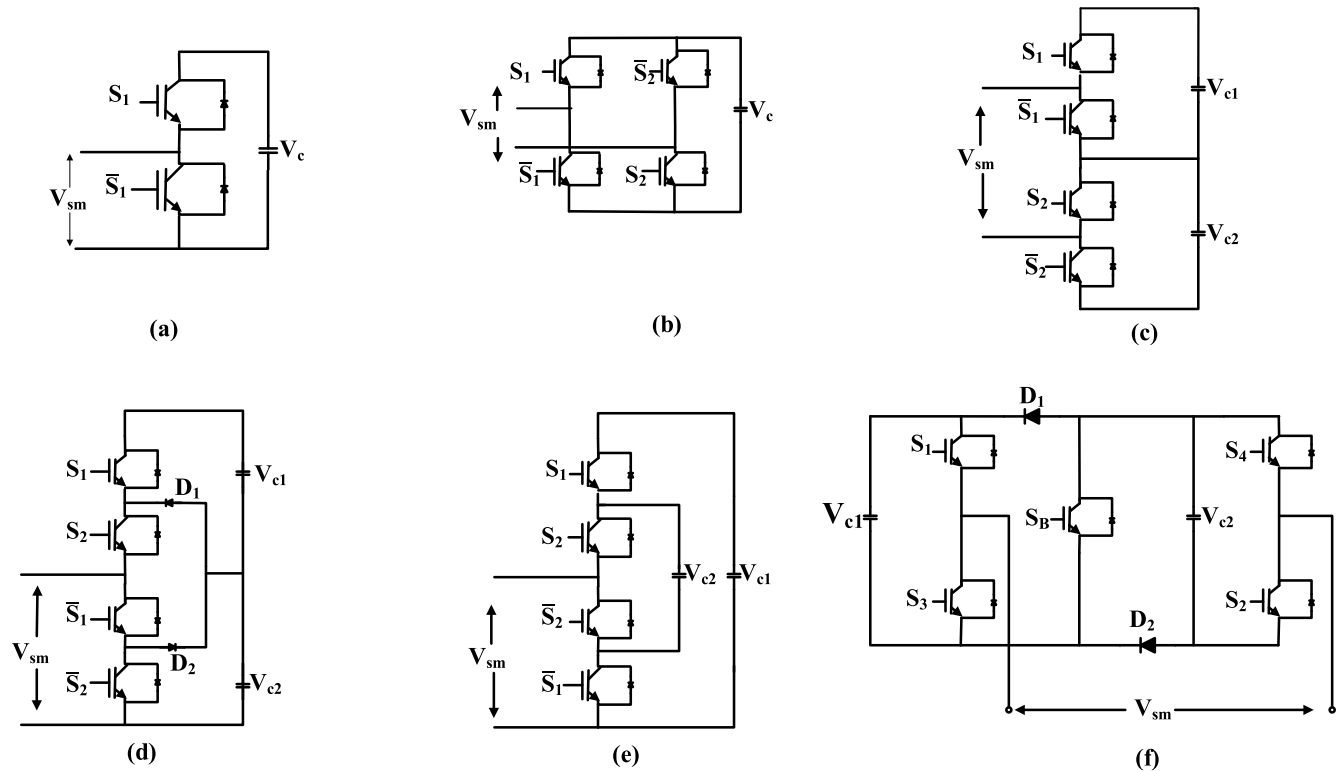 S₁
S̅₁
V_c
V_sm
(a)
S₁
S̅₂
V_sm
V_c
S̅₁
S₂
(b)
S₁
V_c1
S̅₁
V_sm
S₂
V_c2
S̅₂
(c)
S₁
V_c1
D₁
S₂
S̅₁
V_sm
D₂
S̅₂
V_c2
(d)
S₁
S₂
V_c2
V_c1
S̅₂
V_sm
S̅₁
(e)
D₁
S₁
S₄
V_c1
S_B
V_c2
S₃
S₂
D₂
V_sm
(f)